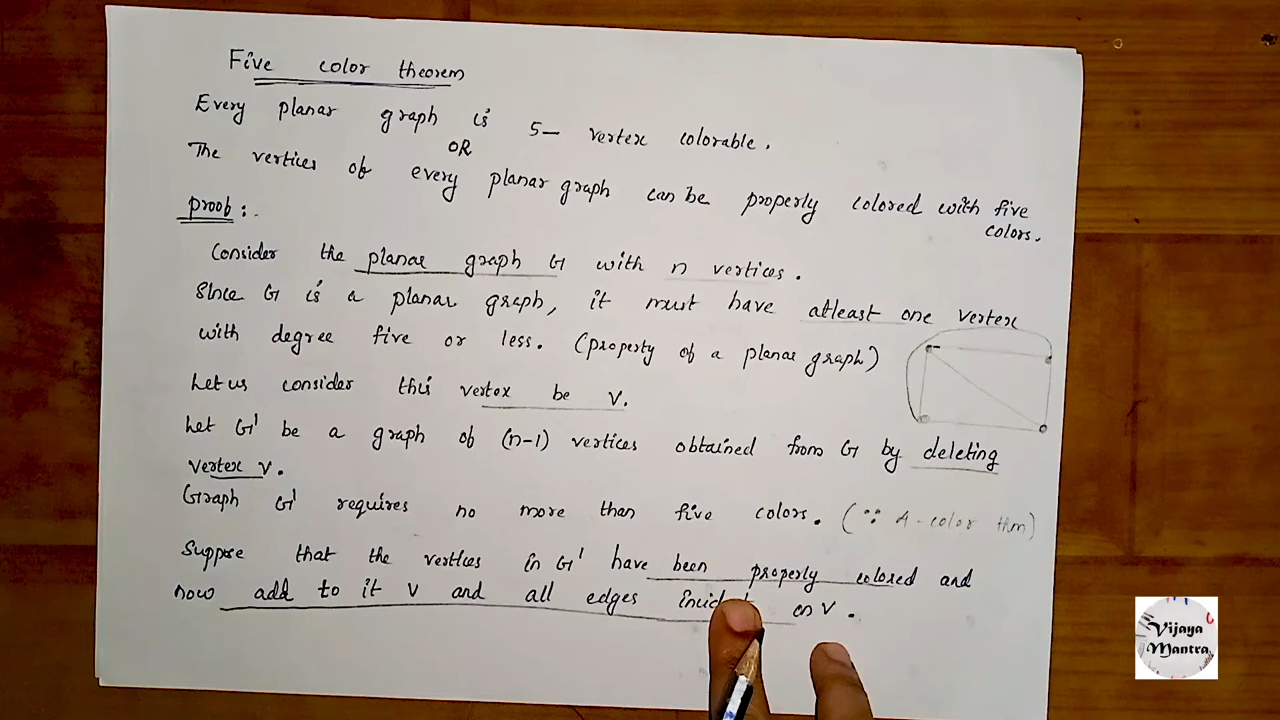 Five color theorem
Every planar graph is 5- vertex colorable.
OR
The vertices of every planar graph can be properly colored with five
colors.
Proof:.
Consider the planar graph G with n vertices.
Since G is a planar graph, it must have atleast one vertex
with degree five or less. (property of a planar graph)
Let us consider this vertex be v.
Let G' be a graph of (n-1) vertices obtained from G by deleting
vertex v.
Graph G' requires no more than five colors. (∵ 4-color thm)
Suppose that the vertices in G' have been properly colored and
now add to it v and all edges on v.
Vijaya
Mantra